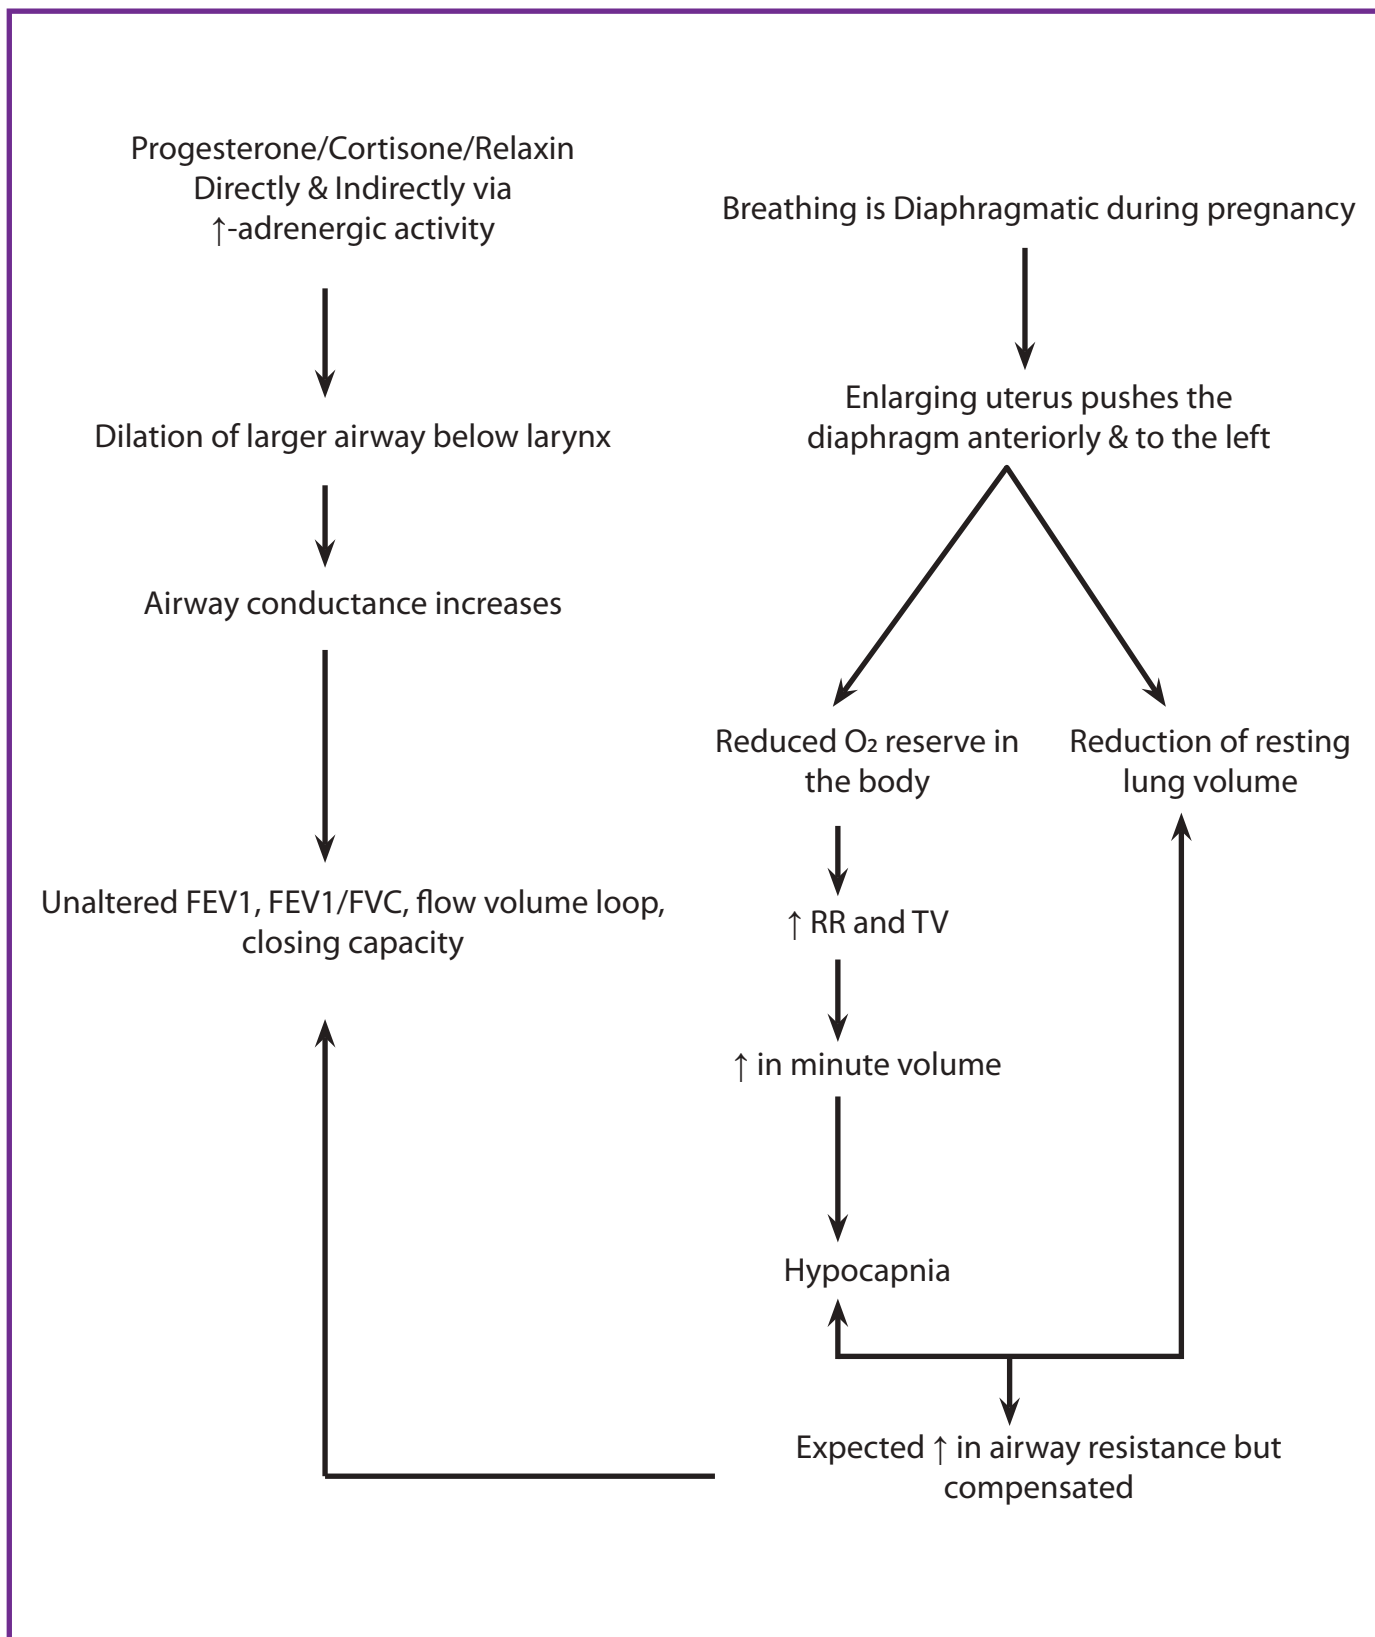 Progesterone/Cortisone/Relaxin
Directly & Indirectly via
↑-adrenergic activity
Dilation of larger airway below larynx
Airway conductance increases
Unaltered FEV1, FEV1/FVC, flow volume loop,
closing capacity
Breathing is Diaphragmatic during pregnancy
Enlarging uterus pushes the
diaphragm anteriorly & to the left
Reduced O₂ reserve in
the body
Reduction of resting
lung volume
↑ RR and TV
↑ in minute volume
Hypocapnia
Expected ↑ in airway resistance but
compensated